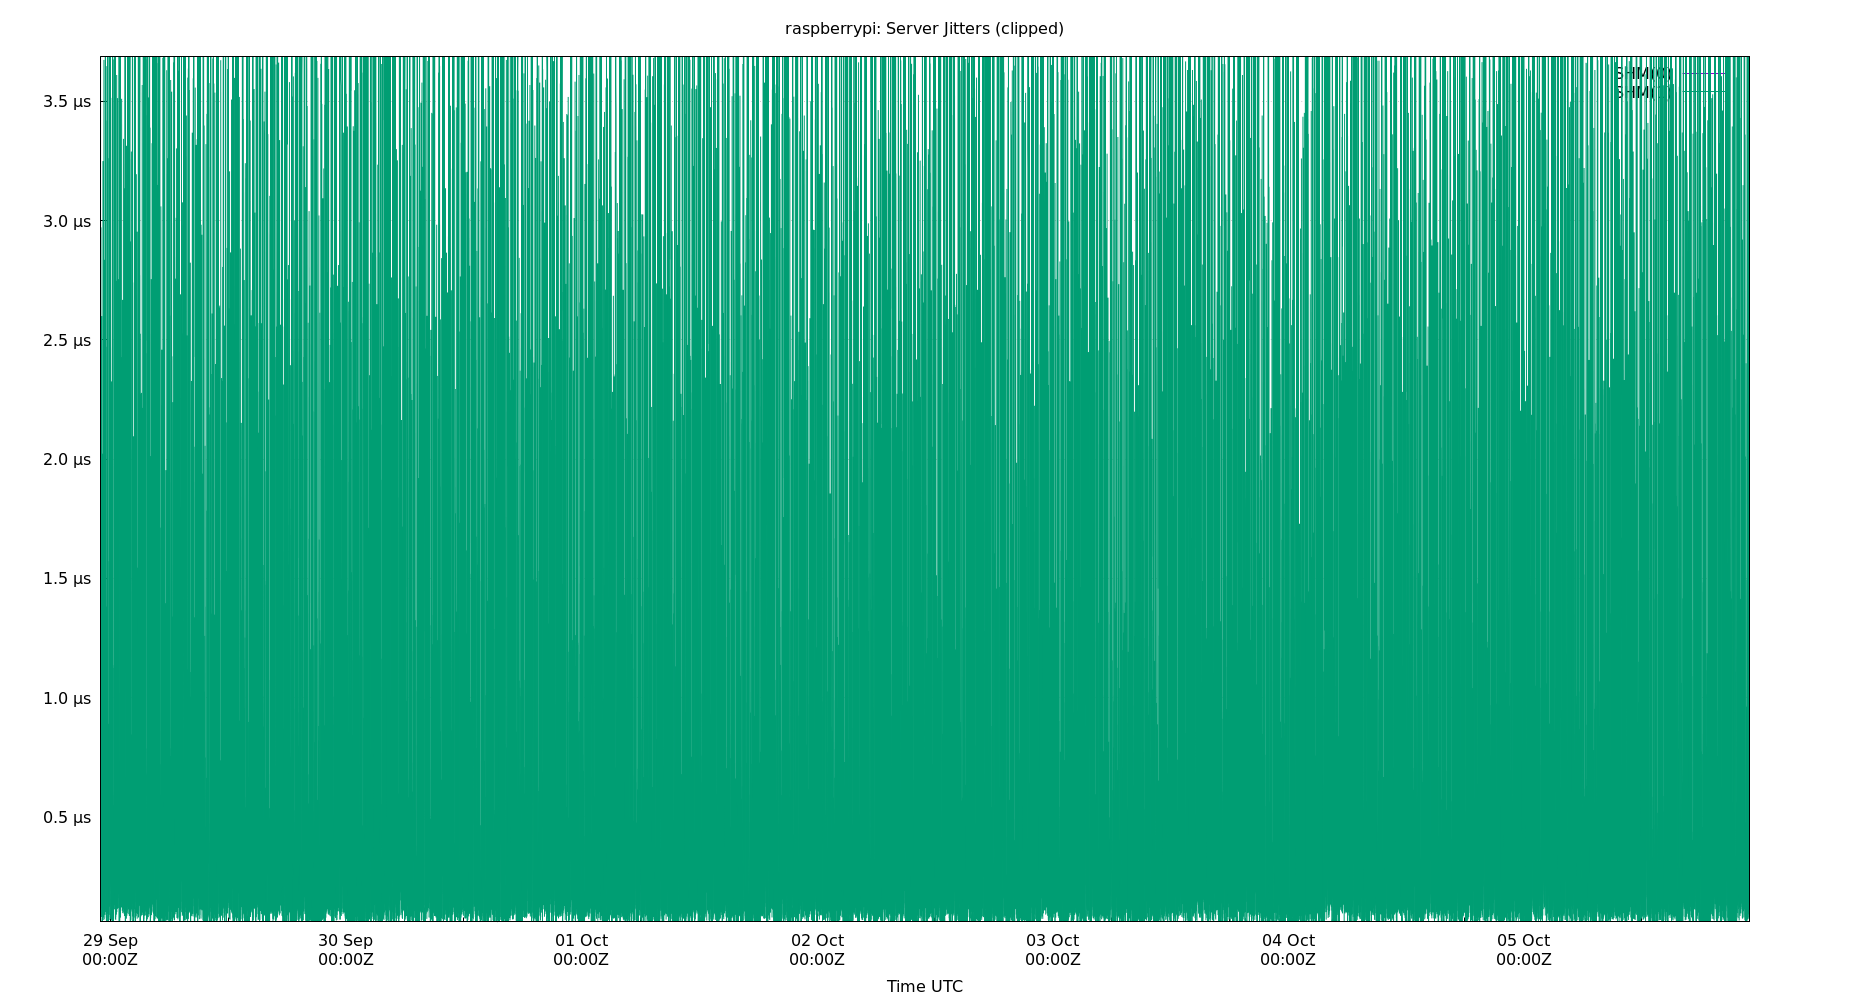 raspberrypi: Server Jitters (clipped)
3.5 µs
3.0 µs
2.5 µs
2.0 µs
1.5 µs
1.0 µs
0.5 µs
29 Sep
00:00Z
30 Sep
00:00Z
01 Oct
00:00Z
02 Oct
00:00Z
03 Oct
00:00Z
04 Oct
00:00Z
05 Oct
00:00Z
Time UTC